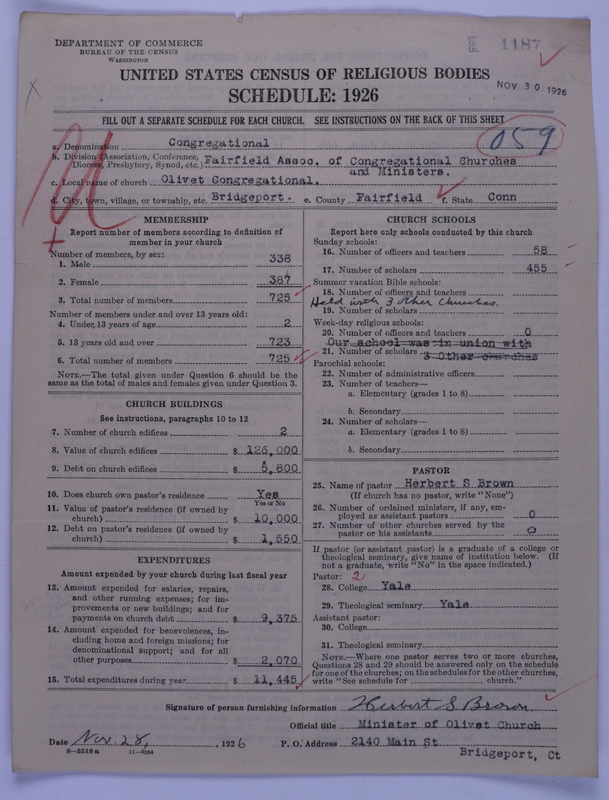 DEPARTMENT OF COMMERCE
BUREAU OF THE CENSUS
WASHINGTON
1187
UNITED STATES CENSUS OF RELIGIOUS BODIES
SCHEDULE: 1926
NOV 30 1926
FILL OUT A SEPARATE SCHEDULE FOR EACH CHURCH. SEE INSTRUCTIONS ON THE BACK OF THIS SHEET
059
a. Denomination Congregational
b. Division (Association, Conference, Diocese, Presbytery, Synod, etc.) Fairfield Assoc. of Congregational Churches
and Ministers.
c. Local name of church Olivet Congregational.
d. City, town, village, or township, etc. Bridgeport. e. County Fairfield f. State Conn
MEMBERSHIP
Report number of members according to definition of
member in your church
Number of members, by sex:
1. Male 338
2. Female 387
3. Total number of members 725
Number of members under and over 13 years old:
4. Under 13 years of age 2
5. 13 years old and over 723
6. Total number of members 725
NOTE.—The total given under Question 6 should be the
same as the total of males and females given under Question 3.
CHURCH BUILDINGS
See instructions, paragraphs 10 to 12
7. Number of church edifices 2
8. Value of church edifices $ 126,000
9. Debt on church edifices $ 5,800
10. Does church own pastor's residence Yes
Yes or No
11. Value of pastor's residence (if owned by
church) $ 10,000
12. Debt on pastor's residence (if owned by
church) $ 1,550
EXPENDITURES
Amount expended by your church during last fiscal year
13. Amount expended for salaries, repairs,
and other running expenses; for im-
provements or new buildings; and for
payments on church debt $ 9,375
14. Amount expended for benevolences, in-
cluding home and foreign missions; for
denominational support; and for all
other purposes $ 2,070
15. Total expenditures during year $ 11,445
CHURCH SCHOOLS
Report here only schools conducted by this church
Sunday schools:
16. Number of officers and teachers 58
17. Number of scholars 455
Summer vacation Bible schools:
18. Number of officers and teachers
Held with 3 other Churches.
19. Number of scholars
Week-day religious schools:
20. Number of officers and teachers 0
Our school was in union with
21. Number of scholars 3 Other churches
Parochial schools:
22. Number of administrative officers
23. Number of teachers—
a. Elementary (grades 1 to 8)
b. Secondary
24. Number of scholars—
a. Elementary (grades 1 to 8)
b. Secondary
PASTOR
25. Name of pastor Herbert S Brown
(If church has no pastor, write "None")
26. Number of ordained ministers, if any, em-
ployed as assistant pastors 0
27. Number of other churches served by the
pastor or his assistants 0
If pastor (or assistant pastor) is a graduate of a college or
theological seminary, give name of institution below. (If
not a graduate, write "No" in the space indicated.)
Pastor: 2
28. College Yale
29. Theological seminary Yale
Assistant pastor:
30. College
31. Theological seminary
NOTE.—Where one pastor serves two or more churches,
Questions 28 and 29 should be answered only on the schedule
for one of the churches; on the schedules for the other churches,
write "See schedule for church."
Signature of person furnishing information Herbert S. Brown
Official title Minister of Olivet Church
Date Nov. 28, 1926 P. O. Address 2140 Main St
8—5518 a 11—9054
Bridgeport, Ct